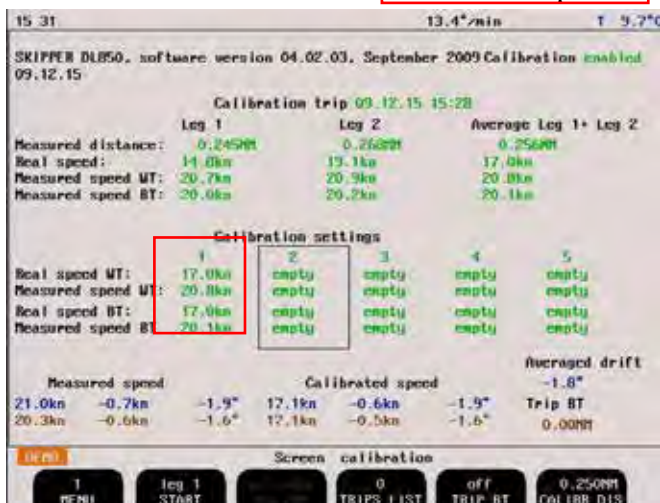 15 31 13.4°/min T 9.7°C
SKIPPER DL850, software version 04.02.03, September 2009 Calibration enabled
09.12.15
Calibration trip 09.12.15 15:28
Leg 1 Leg 2 Average Leg 1+ Leg 2
Measured distance: 0.245NM 0.268NM 0.256NM
Real speed: 14.8kn 19.1kn 17.0kn
Measured speed WT: 20.7kn 20.9kn 20.8kn
Measured speed BT: 20.0kn 20.2kn 20.1kn
Calibration settings
1 2 3 4 5
Real speed WT: 17.0kn empty empty empty empty
Measured speed WT: 20.8kn empty empty empty empty
Real speed BT: 17.0kn empty empty empty empty
Measured speed BT 20.1kn empty empty empty empty
Averaged drift
Measured speed Calibrated speed -1.8°
21.0kn -0.7kn -1.9° 17.1kn -0.6kn -1.9° Trip BT
20.3kn -0.6kn -1.6° 17.1kn -0.5kn -1.6° 0.00NM
DEMO Screen calibration
1 leg 1 0 off 0.250NM
MENU START TRIPS LIST TRIP BT CALIBR DIS